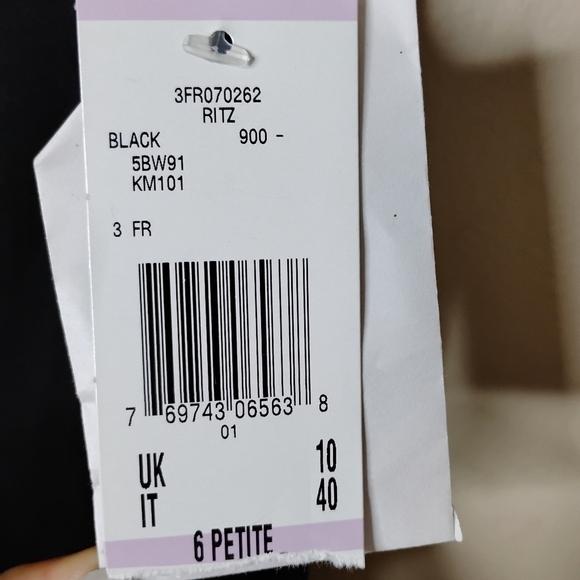 3FR070262
RITZ
BLACK 900 -
5BW91
KM101
3 FR
7 69743 06563 8
01
UK 10
IT 40
6 PETITE